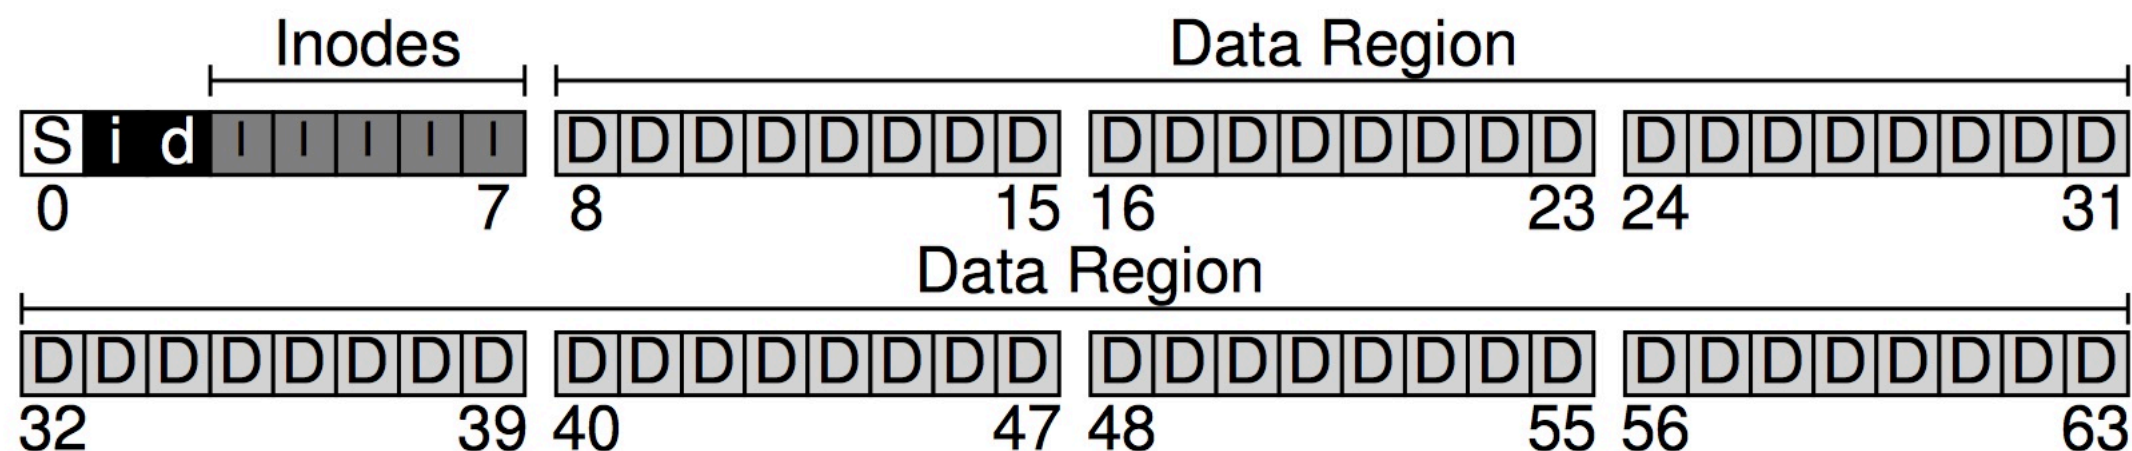 Inodes Data Region
S i d I I I I I D D D D D D D D D D D D D D D D D D D D D D D D
0 7 8 15 16 23 24 31
Data Region
D D D D D D D D D D D D D D D D D D D D D D D D D D D D D D D D
32 39 40 47 48 55 56 63